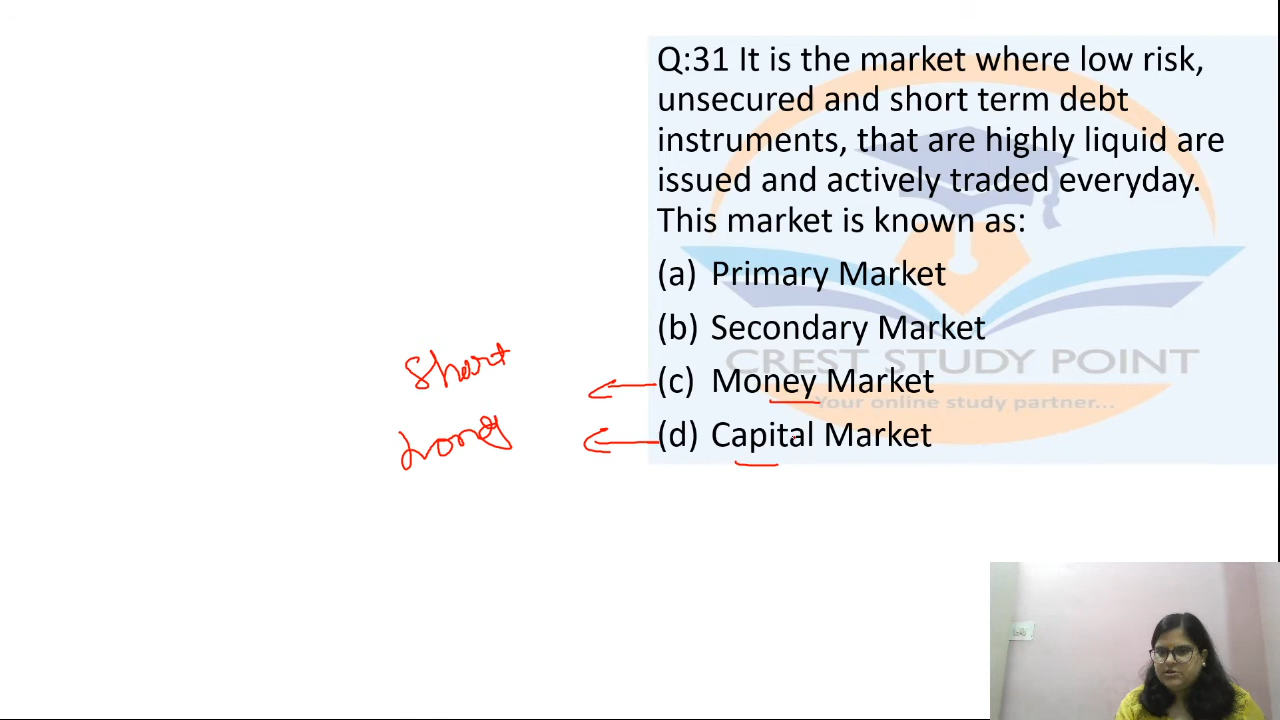 Q:31 It is the market where low risk,
unsecured and short term debt
instruments, that are highly liquid are
issued and actively traded everyday.
This market is known as:
(a) Primary Market
(b) Secondary Market
CREST STUDY POINT
Short
(c) Money Market
Your online study partner...
Long
(d) Capital Market